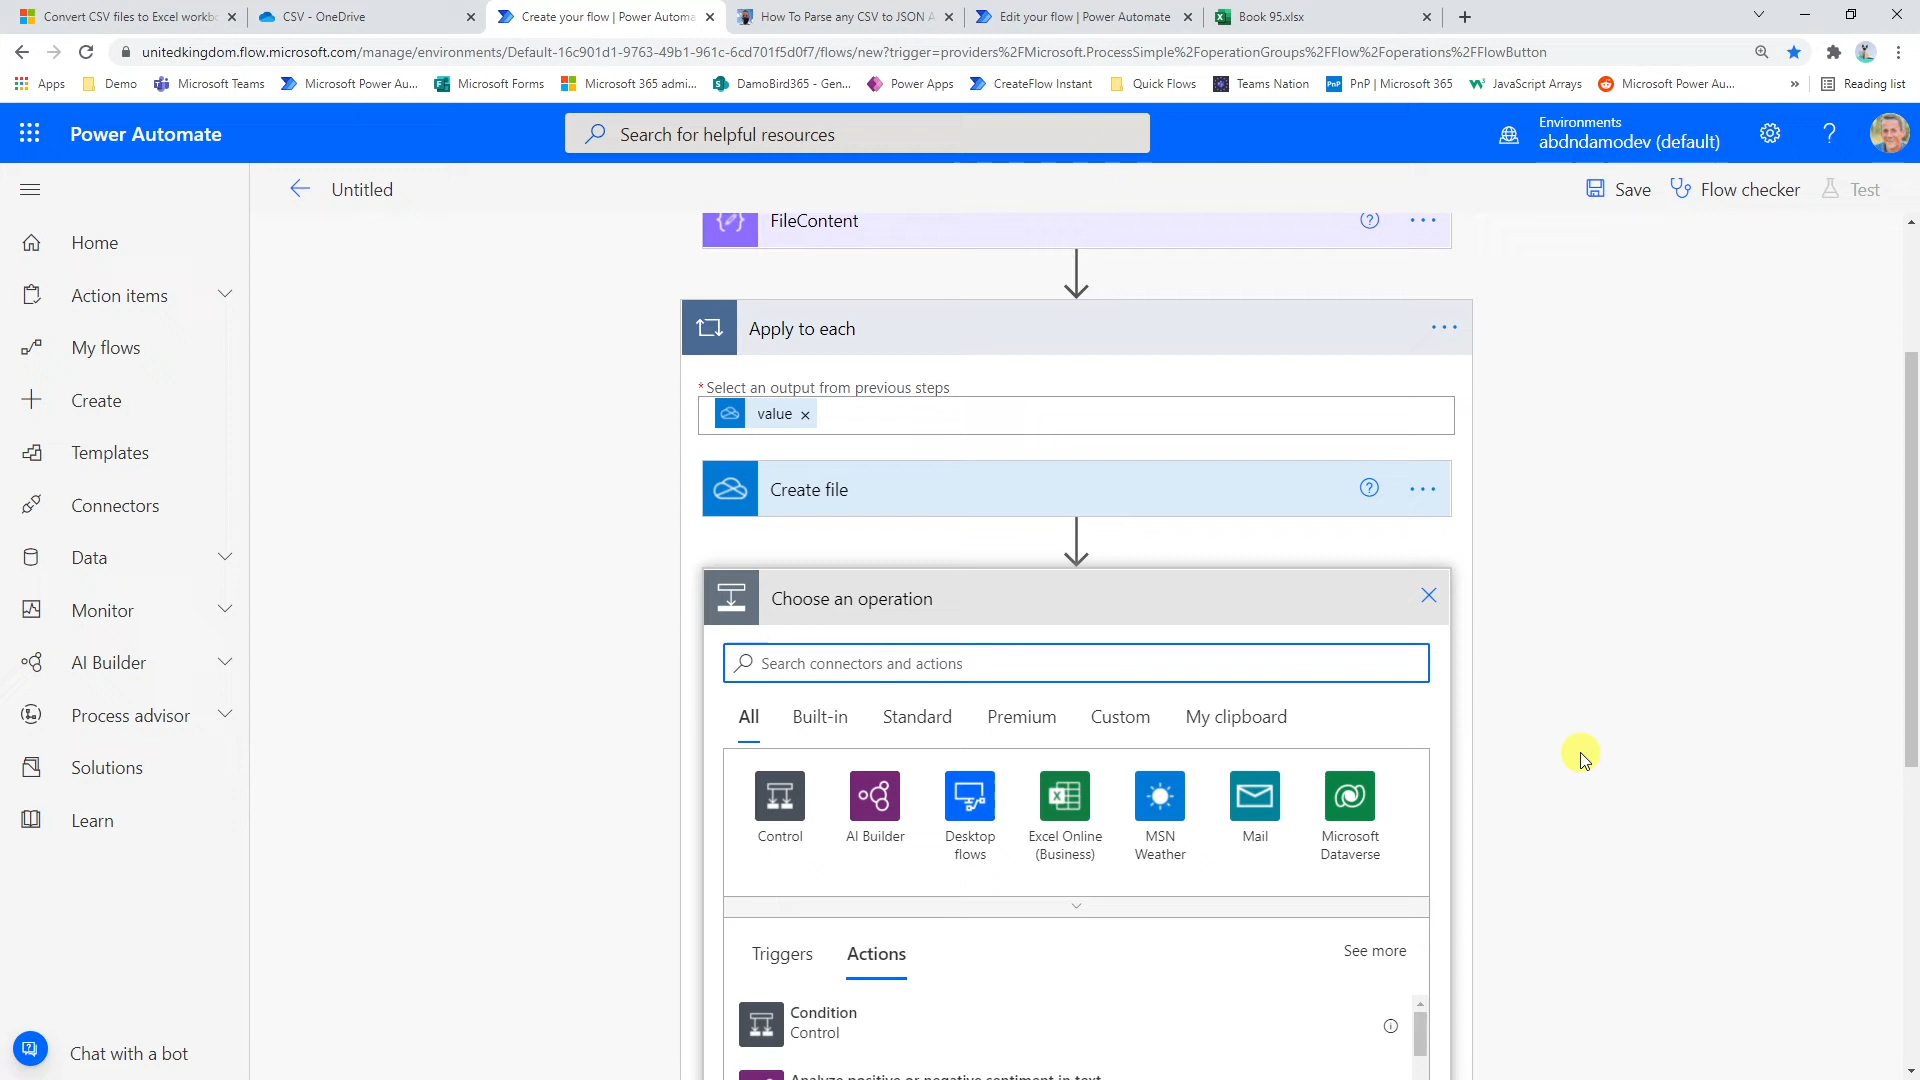 Convert CSV files to Excel workb
CSV - OneDrive
Create your flow | Power Automa
How To Parse any CSV to JSON A
Edit your flow | Power Automate
Book 95.xlsx
unitedkingdom.flow.microsoft.com/manage/environments/Default-16c901d1-9763-49b1-961c-6cd701f5d0f7/flows/new?trigger=providers%2FMicrosoft.ProcessSimple%2FoperationGroups%2FFlow%2Foperations%2FFlowButton
Apps
Demo
Microsoft Teams
Microsoft Power Au...
Microsoft Forms
Microsoft 365 admi...
DamoBird365 - Gen...
Power Apps
CreateFlow Instant
Quick Flows
Teams Nation
PnP | Microsoft 365
JavaScript Arrays
Microsoft Power Au...
»
Reading list
Power Automate
Search for helpful resources
Environments
abdndamodev (default)
Untitled
Save
Flow checker
Test
Home
Action items
My flows
Create
Templates
Connectors
Data
Monitor
AI Builder
Process advisor
Solutions
Learn
Chat with a bot
FileContent
Apply to each
* Select an output from previous steps
value
Create file
Choose an operation
Search connectors and actions
All
Built-in
Standard
Premium
Custom
My clipboard
Control
AI Builder
Desktop
flows
Excel Online
(Business)
MSN
Weather
Mail
Microsoft
Dataverse
Triggers
Actions
See more
Condition
Control
Analyze positive or negative sentiment in text